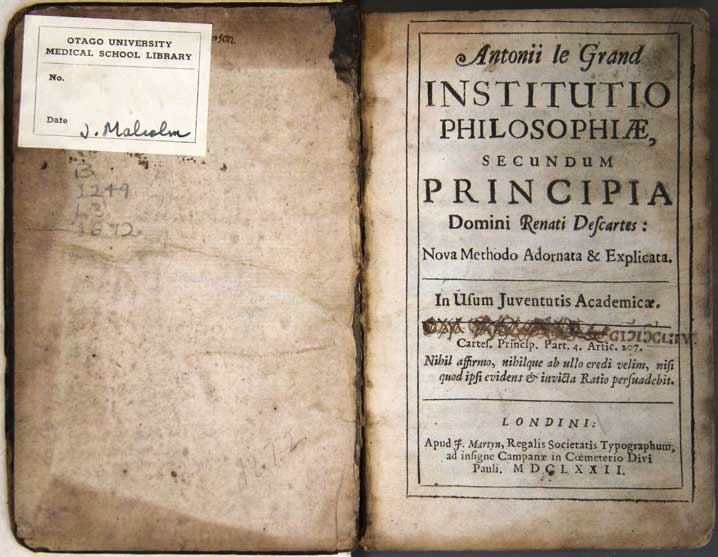 OTAGO UNIVERSITY
MEDICAL SCHOOL LIBRARY
No.
Date
J. Malcolm
B
1244
L3
1672
1672
Antonii le Grand
INSTITUTIO
PHILOSOPHIÆ,
SECUNDUM
PRINCIPIA
Domini Renati Deſcartes:
Nova Methodo Adornata & Explicata.
In Uſum Juventutis Academicæ.
Carteſ. Princip. Part. 4. Artic. 207.
Nihil affirmo, nihilque ab ullo credi velim, niſi
quod ipſi evidens & invicta Ratio perſuadebit.
LONDINI:
Apud J. Martyn, Regalis Societatis Typographum,
ad inſigne Campanæ in Cœmeterio Divi
Pauli. MDCLXXII.